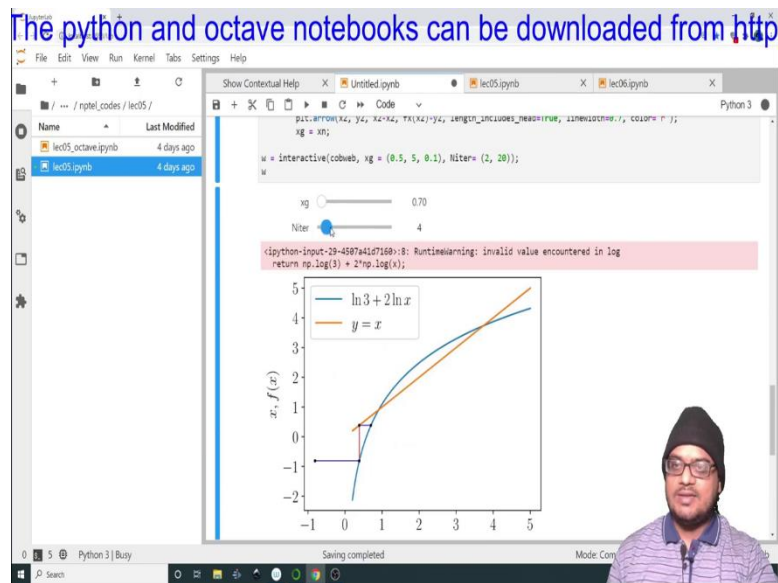 The python and octave notebooks can be downloaded from http
File Edit View Run Kernel Tabs Settings Help
Show Contextual Help
Untitled.ipynb
lec05.ipynb
lec06.ipynb
/ ... / nptel_codes / lec05 /
Code
Python 3
Name
Last Modified
lec05_octave.ipynb 4 days ago
lec05.ipynb 4 days ago
xg = xn;
w = interactive(cobweb, xg = (0.5, 5, 0.1), Niter= (2, 20));
w
xg 0.70
Niter 4
<ipython-input-29-4507a41d7160>:8: RuntimeWarning: invalid value encountered in log
return np.log(3) + 2*np.log(x);
ln 3 + 2 ln x
y = x
x, f(x)
5
4
3
2
1
0
−1
−2
−1 0 1 2 3 4 5
0 5 Python 3 | Busy
Saving completed
Mode: Com
Search